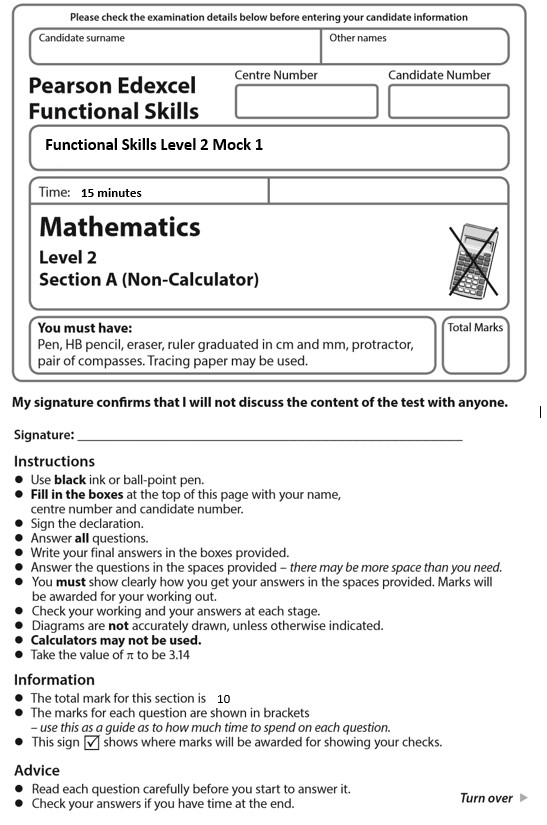 Please check the examination details below before entering your candidate information
Candidate surname
Other names
Pearson Edexcel
Functional Skills
Centre Number
Candidate Number
Functional Skills Level 2 Mock 1
Time: 15 minutes
Mathematics
Level 2
Section A (Non-Calculator)
You must have:
Pen, HB pencil, eraser, ruler graduated in cm and mm, protractor,
pair of compasses. Tracing paper may be used.
Total Marks
My signature confirms that I will not discuss the content of the test with anyone.
Signature: ___________________________________________________________
Instructions
● Use black ink or ball-point pen.
● Fill in the boxes at the top of this page with your name,
centre number and candidate number.
● Sign the declaration.
● Answer all questions.
● Write your final answers in the boxes provided.
● Answer the questions in the spaces provided – there may be more space than you need.
● You must show clearly how you get your answers in the spaces provided. Marks will
be awarded for your working out.
● Check your working and your answers at each stage.
● Diagrams are not accurately drawn, unless otherwise indicated.
● Calculators may not be used.
● Take the value of π to be 3.14
Information
● The total mark for this section is 10
● The marks for each question are shown in brackets
– use this as a guide as to how much time to spend on each question.
● This sign ☑ shows where marks will be awarded for showing your checks.
Advice
● Read each question carefully before you start to answer it.
● Check your answers if you have time at the end.
Turn over ▶